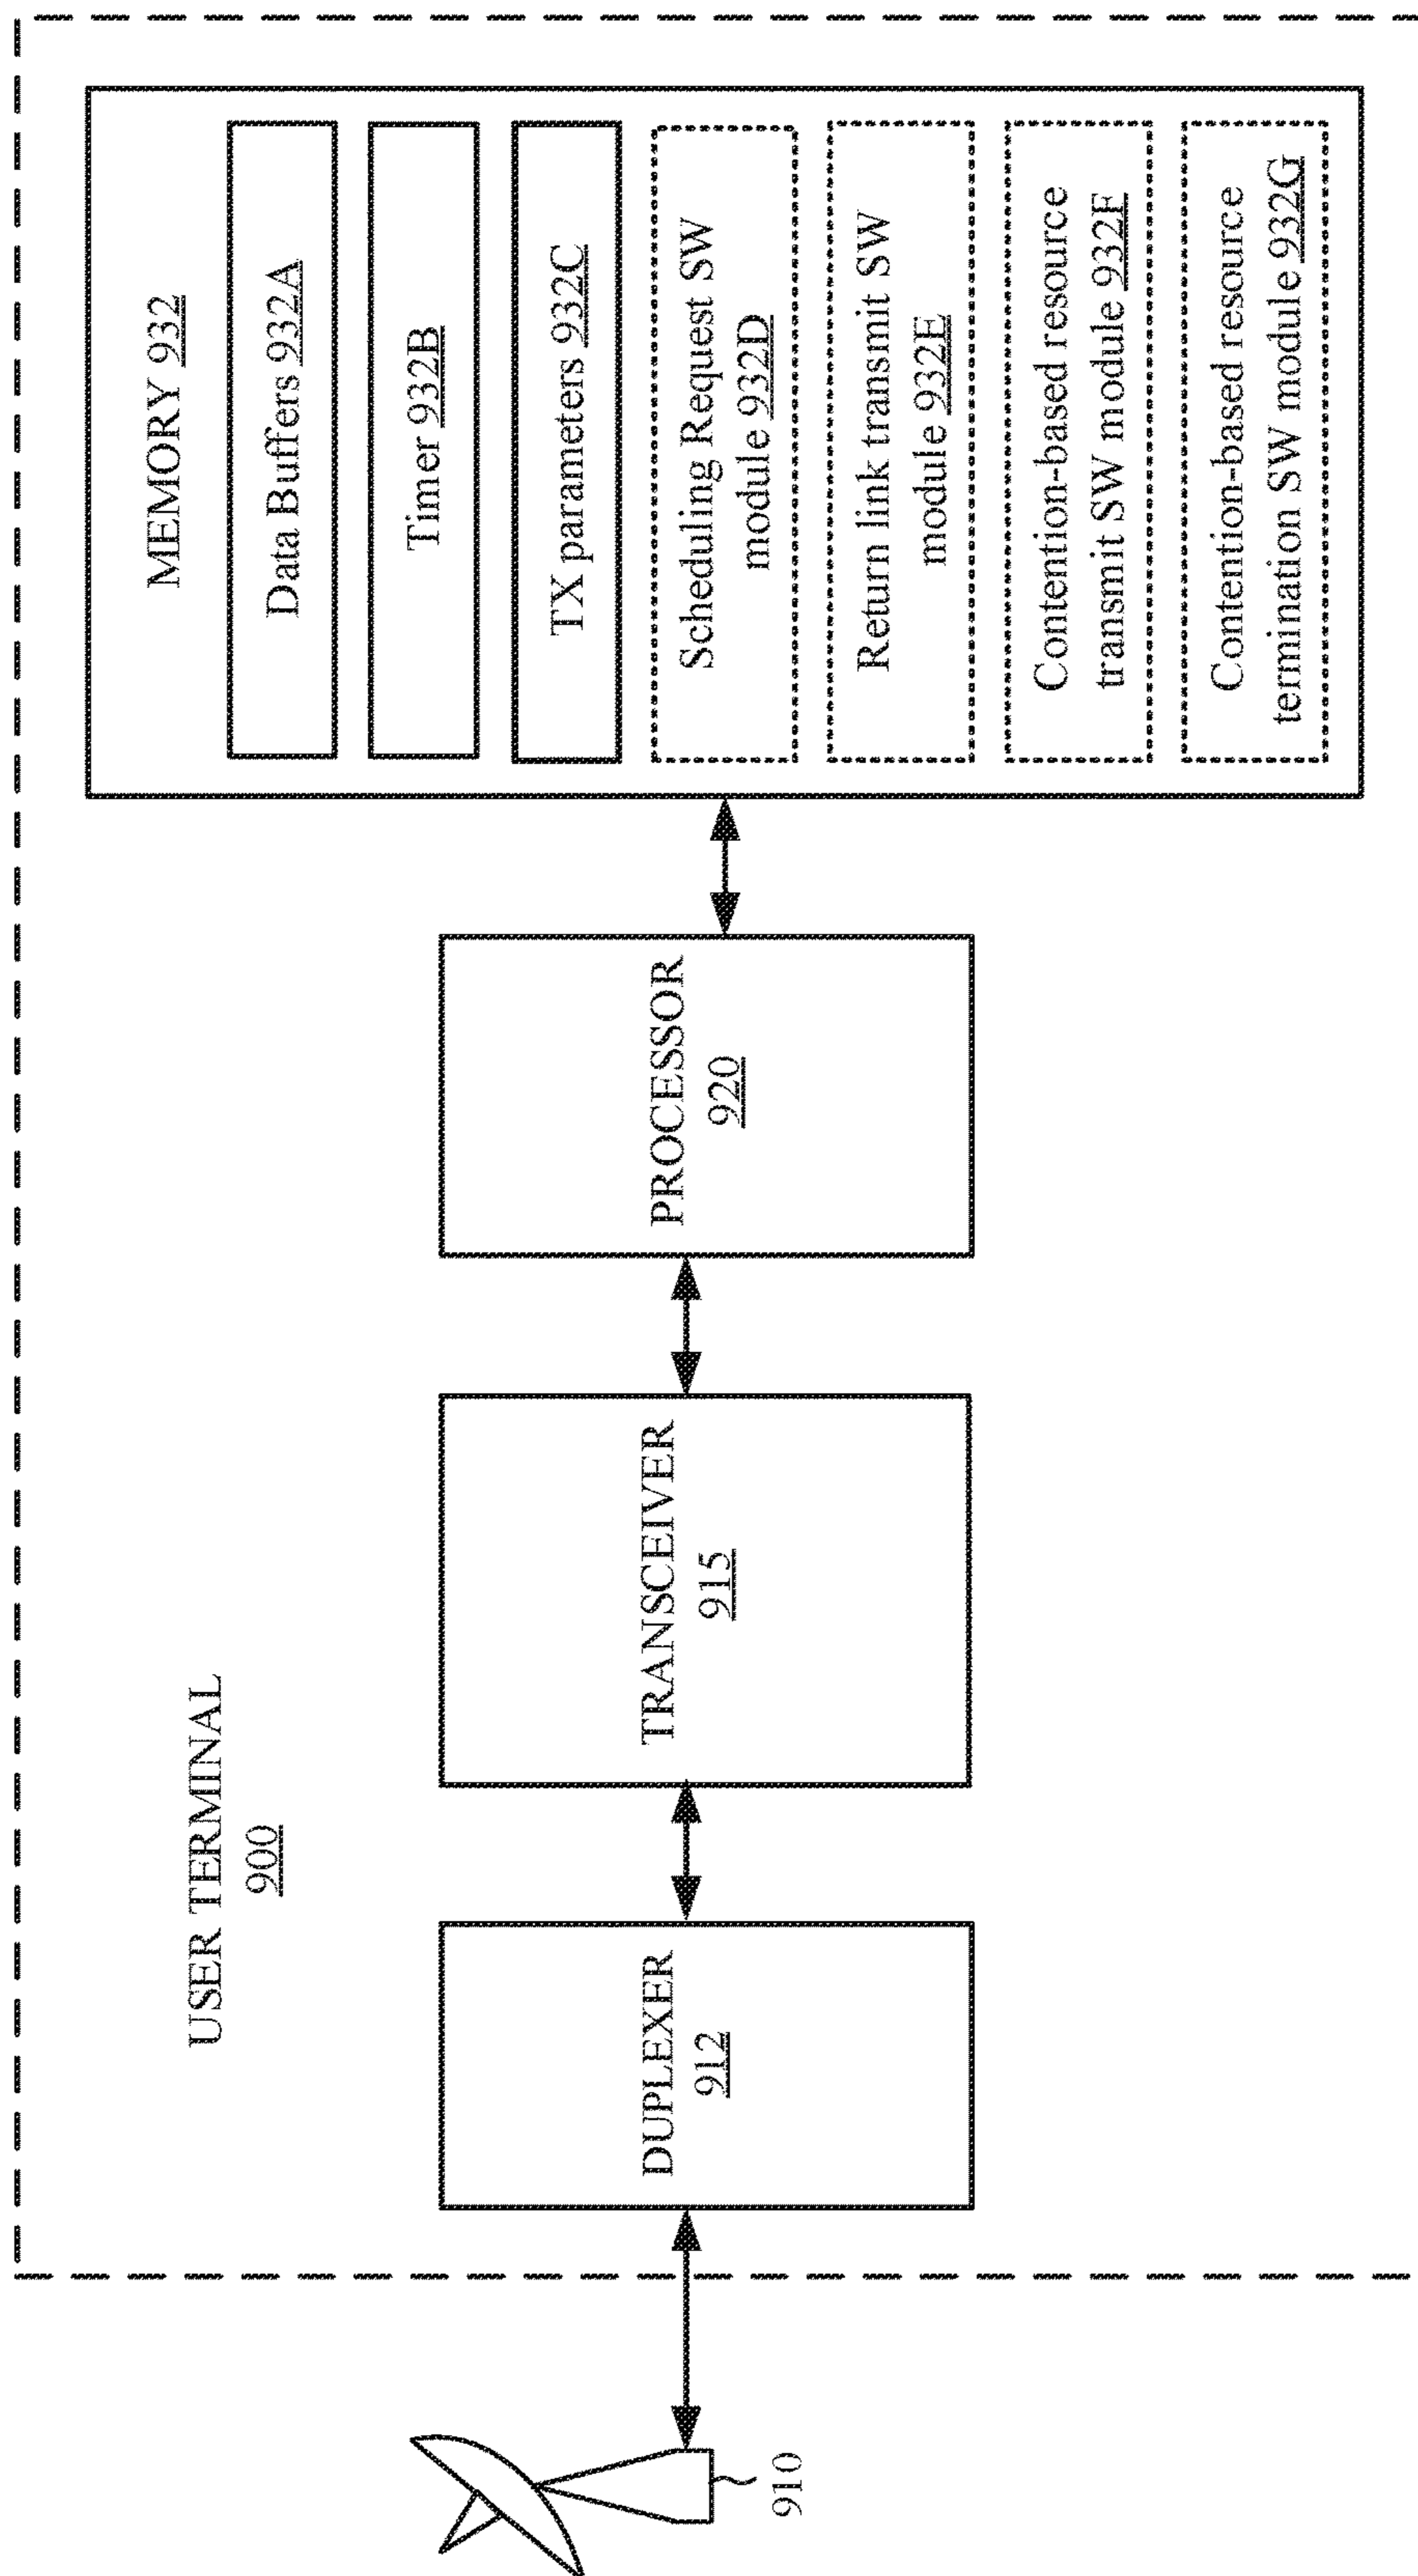 USER TERMINAL
900
910
DUPLEXER
912
TRANSCEIVER
915
PROCESSOR
920
MEMORY 932
Data Buffers 932A
Timer 932B
TX parameters 932C
Scheduling Request SW
module 932D
Return link transmit SW
module 932E
Contention-based resource
transmit SW module 932F
Contention-based resource
termination SW module 932G